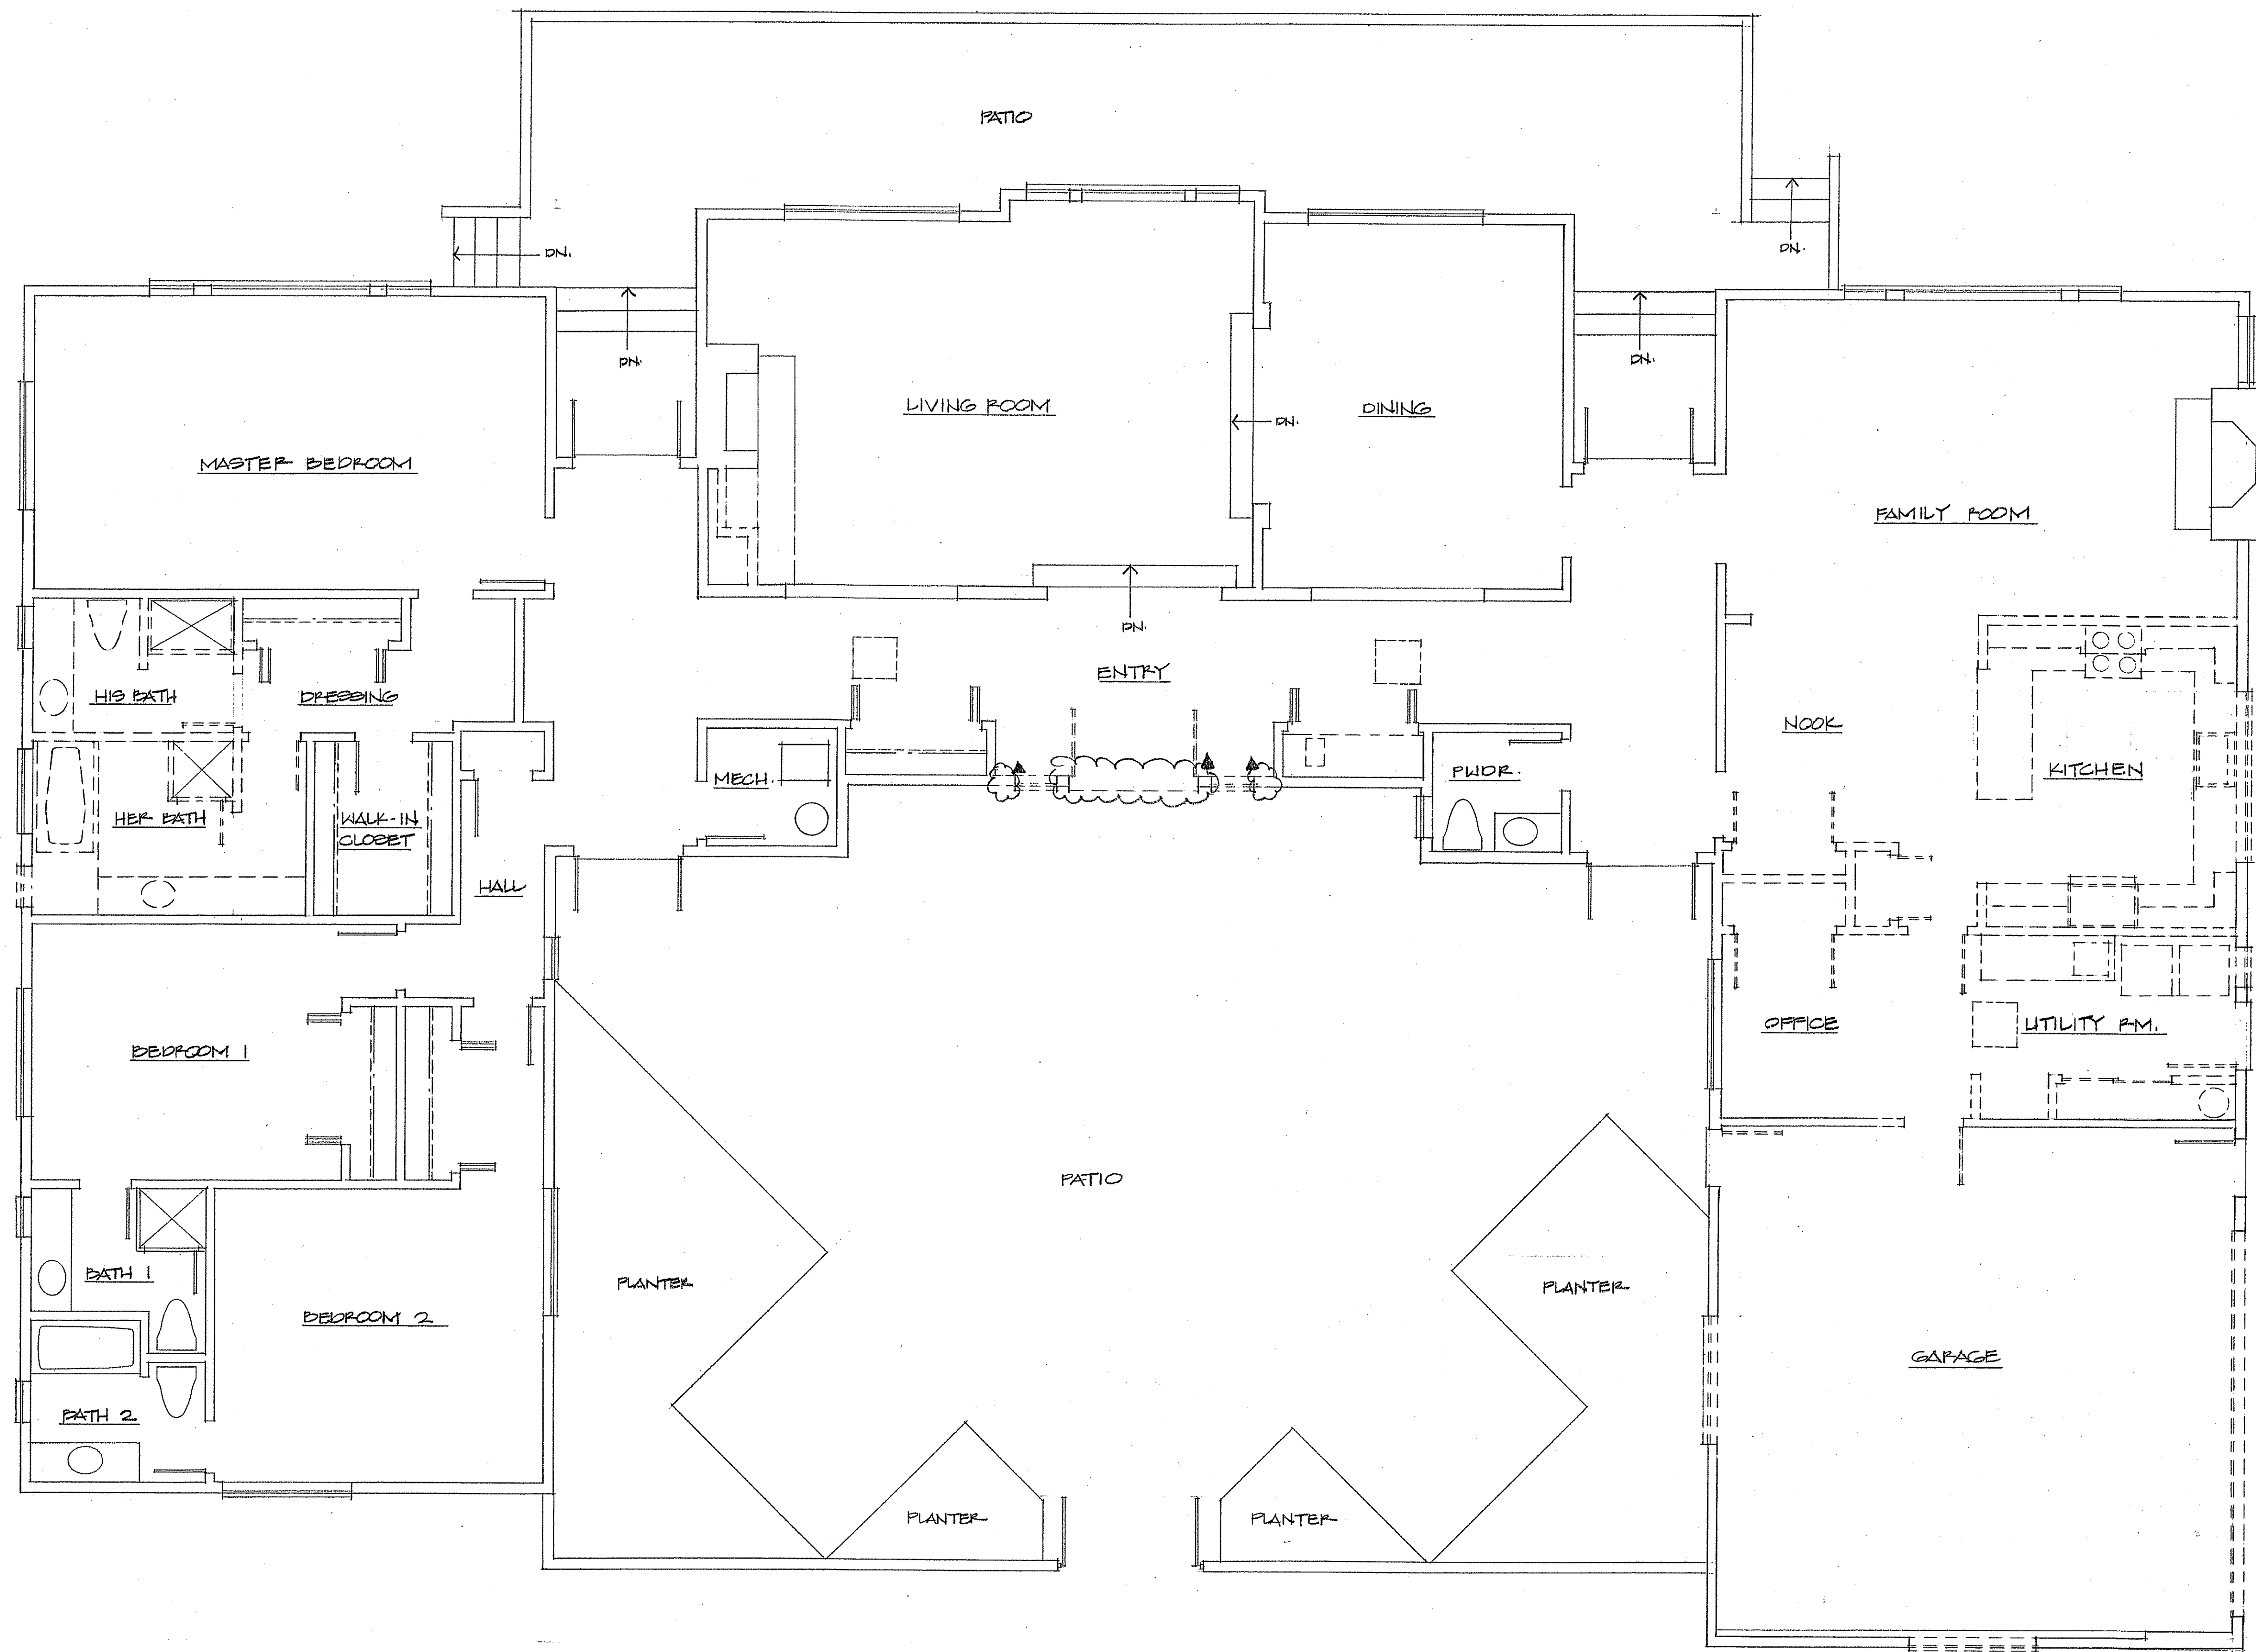 PATIO
DN.
DN.
DN.
DN.
LIVING ROOM
DINING
DN.
MASTER BEDROOM
FAMILY ROOM
DN.
ENTRY
HIS BATH
DRESSING
NOOK
MECH.
PWDR.
KITCHEN
HER BATH
WALK-IN
CLOSET
HALL
OFFICE
UTILITY RM.
BEDROOM 1
PATIO
BATH 1
PLANTER
PLANTER
BEDROOM 2
GARAGE
BATH 2
PLANTER
PLANTER